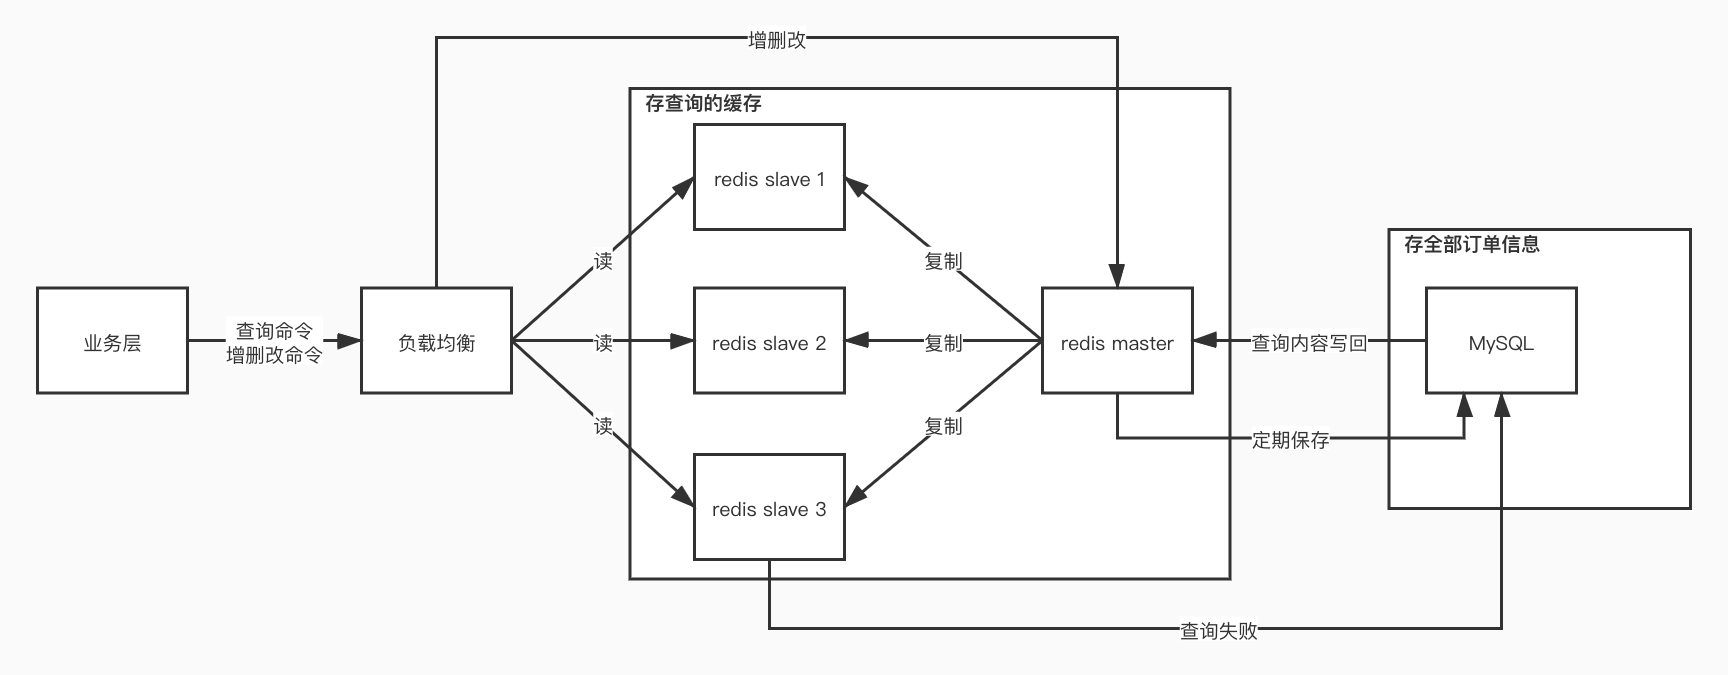 增删改
存查询的缓存
redis slave 1
存全部订单信息
读
复制
业务层
查询命令
增删改命令
负载均衡
读
redis slave 2
复制
redis master
查询内容写回
MySQL
读
复制
定期保存
redis slave 3
查询失败